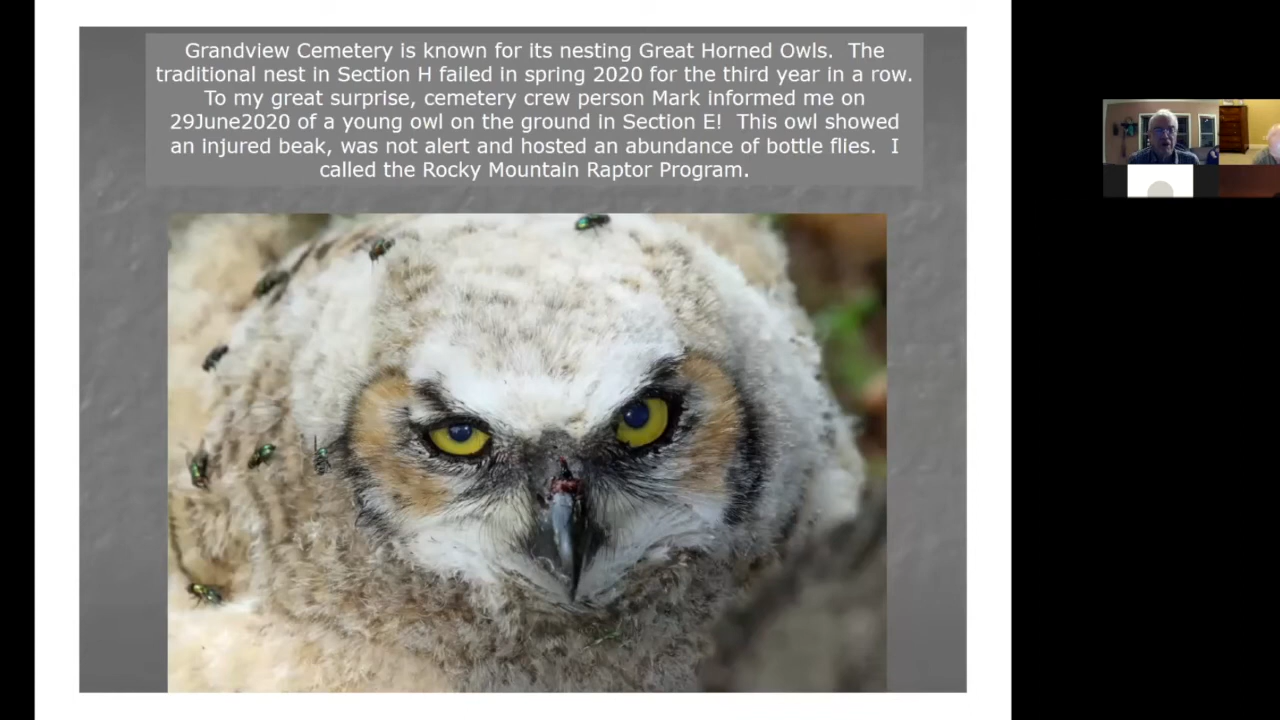 Grandview Cemetery is known for its nesting Great Horned Owls.  The
traditional nest in Section H failed in spring 2020 for the third year in a row.
To my great surprise, cemetery crew person Mark informed me on
29June2020 of a young owl on the ground in Section E!  This owl showed
an injured beak, was not alert and hosted an abundance of bottle flies.  I
called the Rocky Mountain Raptor Program.